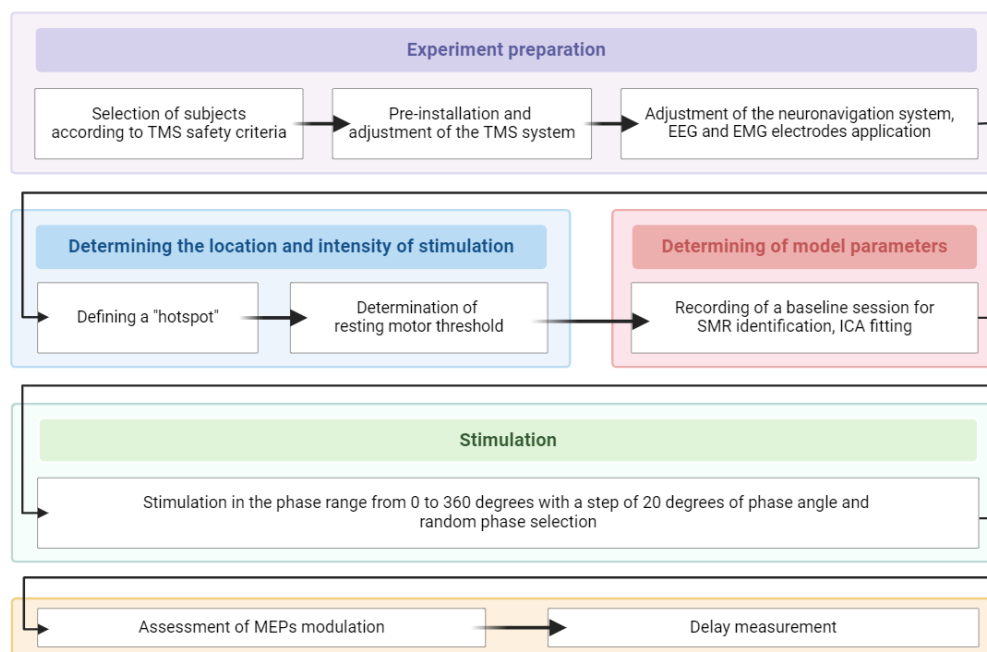 Experiment preparation
Selection of subjects
according to TMS safety criteria
Pre-installation and
adjustment of the TMS system
Adjustment of the neuronavigation system,
EEG and EMG electrodes application
Determining the location and intensity of stimulation
Defining a "hotspot"
Determination of
resting motor threshold
Determining of model parameters
Recording of a baseline session for
SMR identification, ICA fitting
Stimulation
Stimulation in the phase range from 0 to 360 degrees with a step of 20 degrees of phase angle and
random phase selection
Assessment of MEPs modulation
Delay measurement